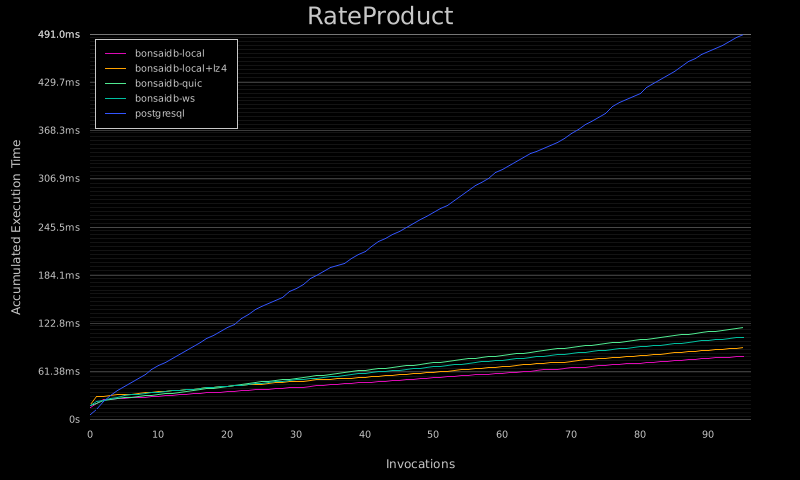 RateProduct
491.0ms
429.7ms
368.3ms
306.9ms
245.5ms
184.1ms
122.8ms
61.38ms
0s
Accumulated Execution Time
bonsaidb-local
bonsaidb-local+lz4
bonsaidb-quic
bonsaidb-ws
postgresql
0 10 20 30 40 50 60 70 80 90
Invocations